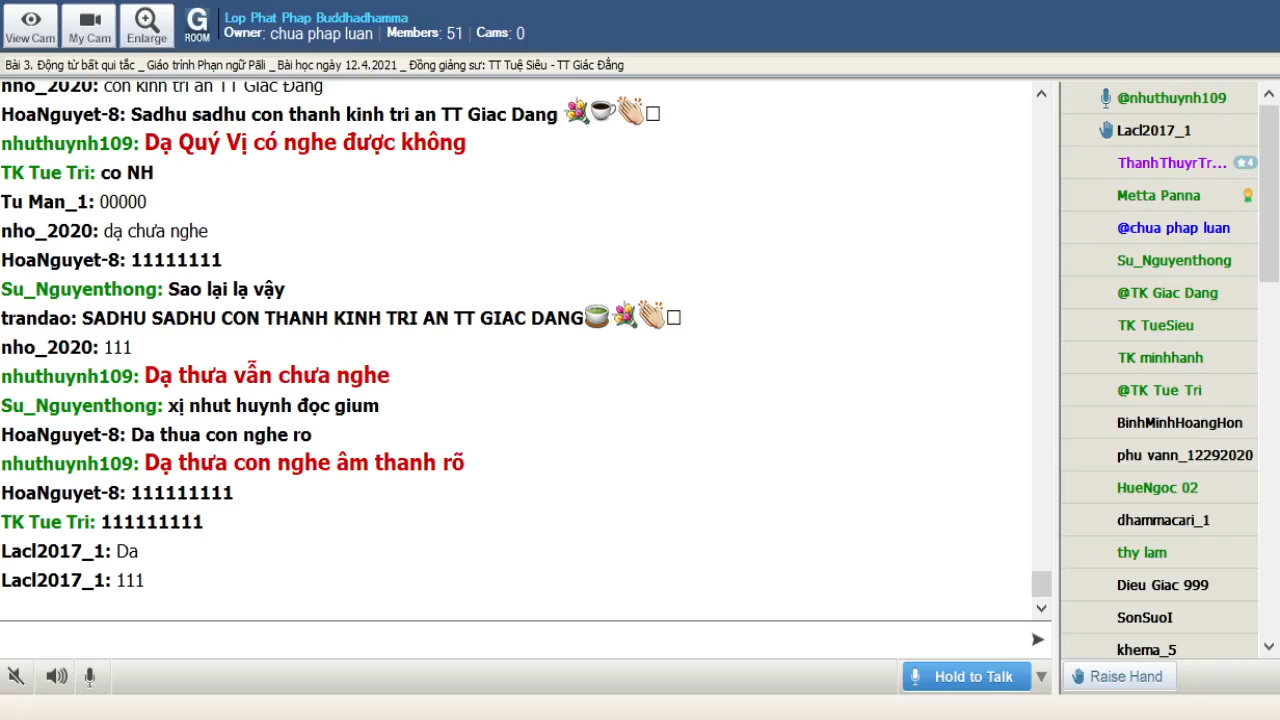 View Cam
My Cam
Enlarge
G
ROOM
Lop Phat Phap Buddhadhamma
Owner: chua phap luan | Members: 51 | Cams: 0
Bài 3. Động từ bất qui tắc _ Giáo trình Phạn ngữ Pāli _ Bài học ngày 12.4.2021 _ Đồng giảng sư: TT Tuệ Siêu - TT Giác Đẳng
nho_2020: con kính tri ân TT Giác Đẳng
HoaNguyet-8: Sadhu sadhu con thanh kinh tri an TT Giac Dang
nhuthuynh109: Dạ Quý Vị có nghe được không
TK Tue Tri: co NH
Tu Man_1: 00000
nho_2020: dạ chưa nghe
HoaNguyet-8: 11111111
Su_Nguyenthong: Sao lại lạ vậy
trandao: SADHU SADHU CON THANH KINH TRI AN TT GIAC DANG
nho_2020: 111
nhuthuynh109: Dạ thưa vẫn chưa nghe
Su_Nguyenthong: xị nhut huynh đọc gium
HoaNguyet-8: Da thua con nghe ro
nhuthuynh109: Dạ thưa con nghe âm thanh rõ
HoaNguyet-8: 111111111
TK Tue Tri: 111111111
Lacl2017_1: Da
Lacl2017_1: 111
Hold to Talk
@nhuthuynh109
Lacl2017_1
ThanhThuyrTr... 4
Metta Panna
@chua phap luan
Su_Nguyenthong
@TK Giac Dang
TK TueSieu
TK minhhanh
@TK Tue Tri
BinhMinhHoangHon
phu vann_12292020
HueNgoc 02
dhammacari_1
thy lam
Dieu Giac 999
SonSuoI
khema_5
Raise Hand